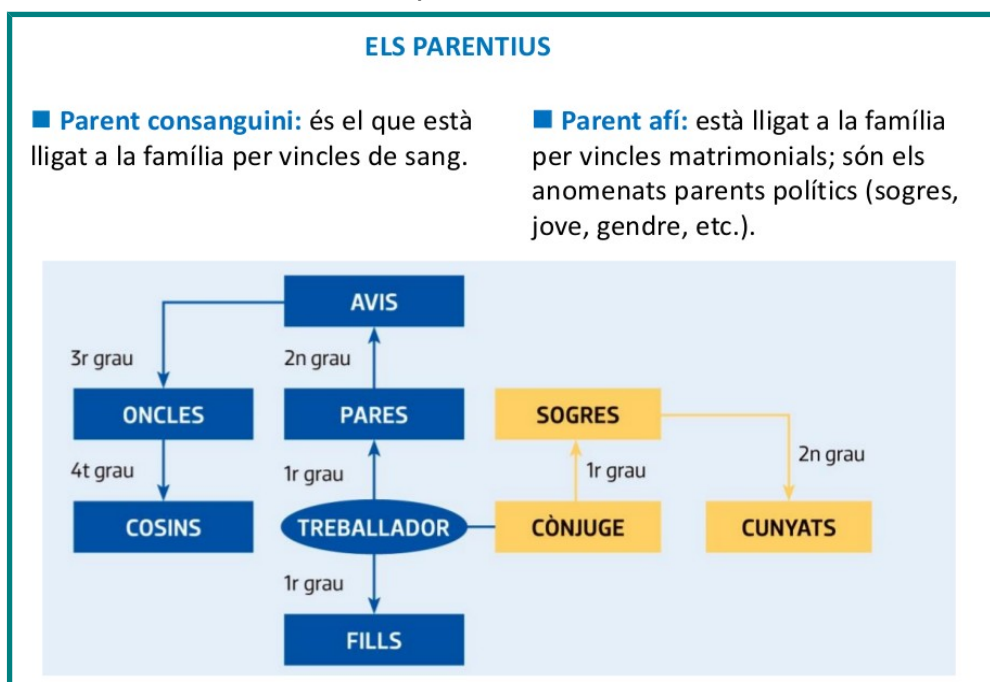 ELS PARENTIUS
■ Parent consanguini: és el que està
lligat a la família per vincles de sang.
■ Parent afí: està lligat a la família
per vincles matrimonials; són els
anomenats parents polítics (sogres,
jove, gendre, etc.).
AVIS
3r grau
2n grau
ONCLES
PARES
SOGRES
4t grau
1r grau
1r grau
2n grau
COSINS
TREBALLADOR
CÒNJUGE
CUNYATS
1r grau
FILLS